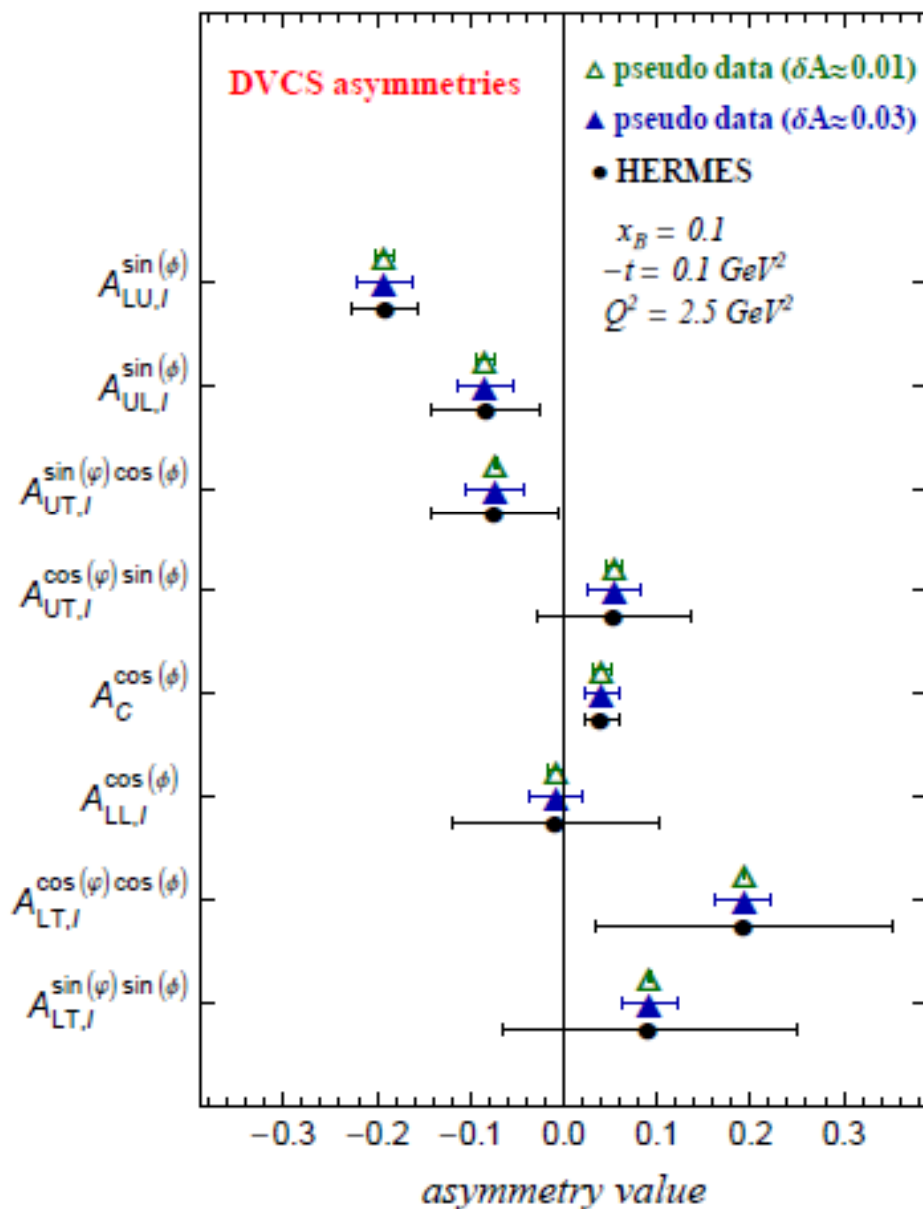 DVCS asymmetries
△ pseudo data (δA≈0.01)
▲ pseudo data (δA≈0.03)
● HERMES
x_B = 0.1
−t = 0.1 GeV²
Q² = 2.5 GeV²
A_{LU,I}^{sin(ϕ)}
A_{UL,I}^{sin(ϕ)}
A_{UT,I}^{sin(φ)cos(ϕ)}
A_{UT,I}^{cos(φ)sin(ϕ)}
A_C^{cos(ϕ)}
A_{LL,I}^{cos(ϕ)}
A_{LT,I}^{cos(φ)cos(ϕ)}
A_{LT,I}^{sin(φ)sin(ϕ)}
−0.3 −0.2 −0.1 0.0 0.1 0.2 0.3
asymmetry value